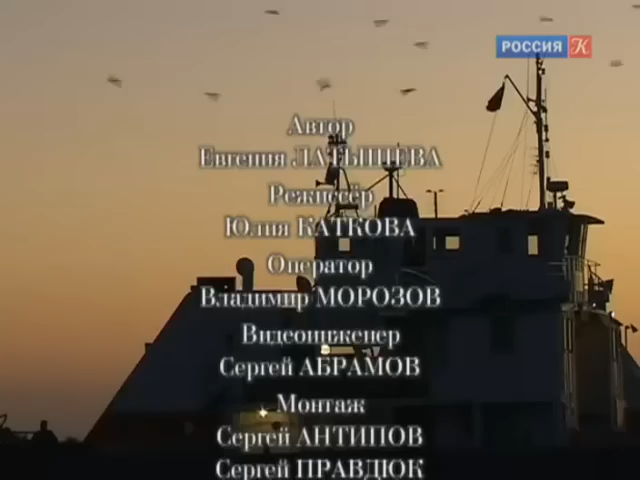 РОССИЯ К
Автор
Евгения ЛАТЫШЕВА
Режиссёр
Юлия КАТКОВА
Оператор
Владимир МОРОЗОВ
Видеоинженер
Сергей АБРАМОВ
Монтаж
Сергей АНТИПОВ
Сергей ПРАВДЮК